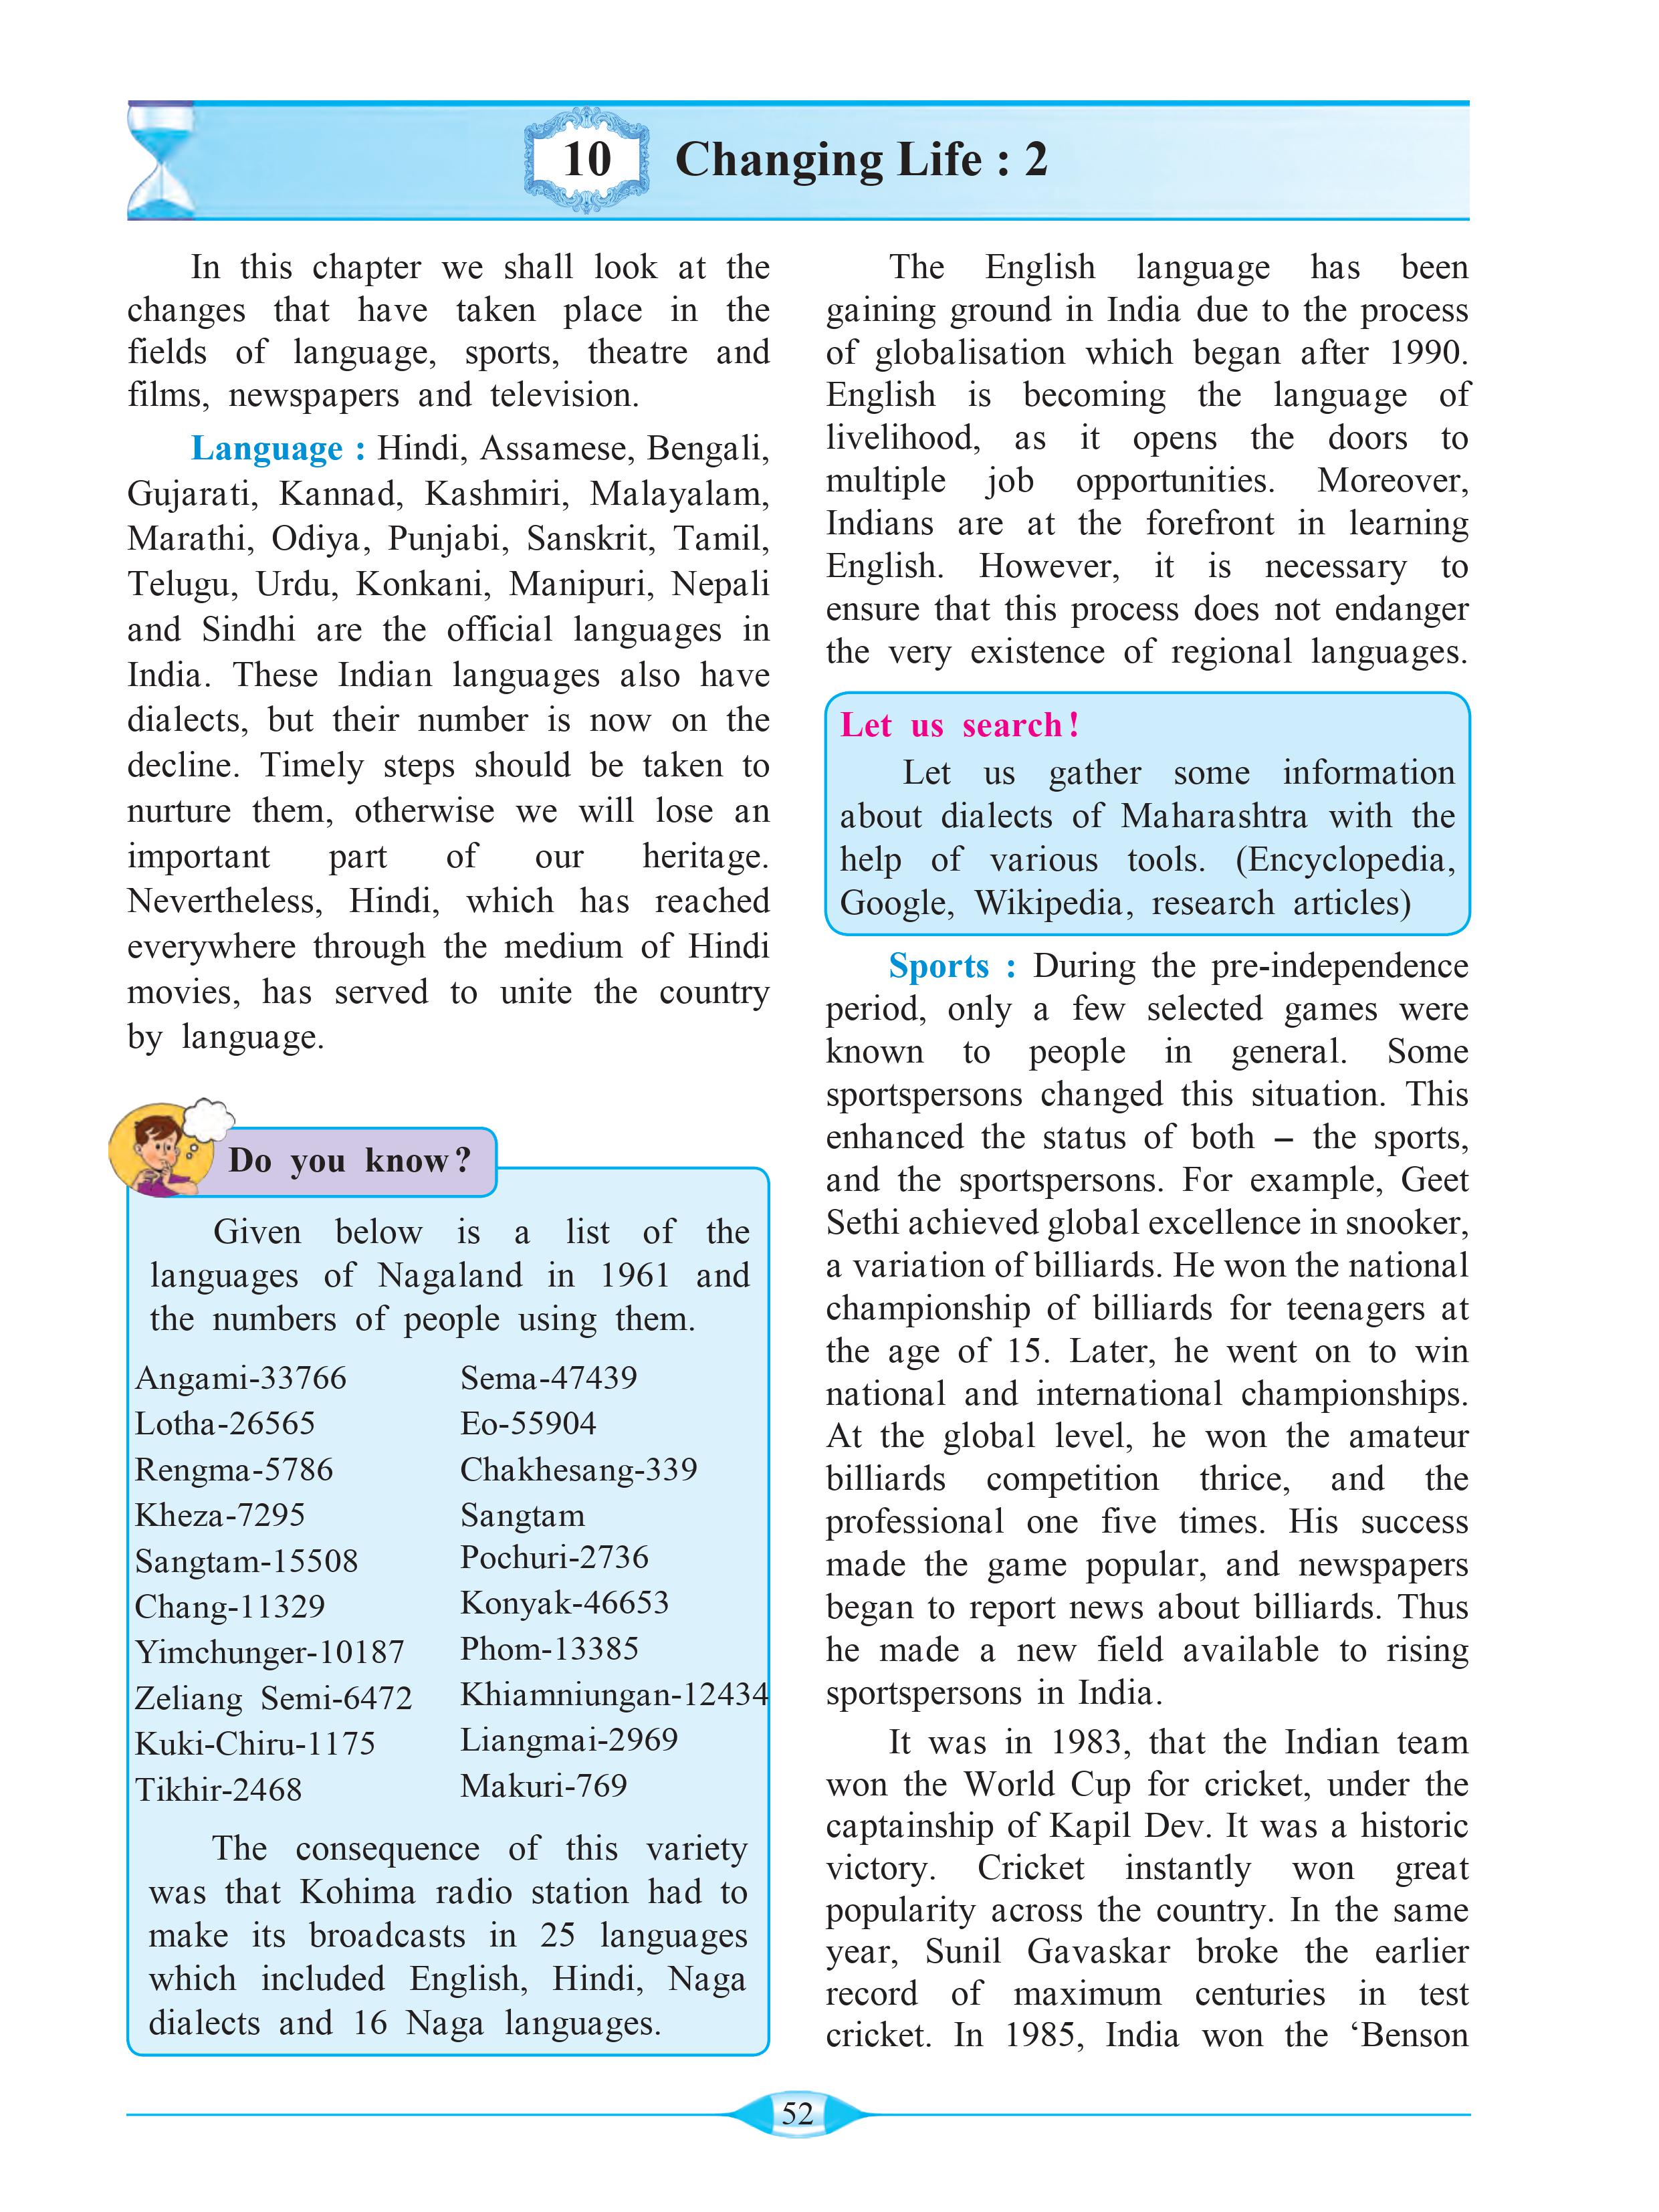 10 Changing Life : 2
In this chapter we shall look at the
changes that have taken place in the
fields of language, sports, theatre and
films, newspapers and television.
Language : Hindi, Assamese, Bengali,
Gujarati, Kannad, Kashmiri, Malayalam,
Marathi, Odiya, Punjabi, Sanskrit, Tamil,
Telugu, Urdu, Konkani, Manipuri, Nepali
and Sindhi are the official languages in
India. These Indian languages also have
dialects, but their number is now on the
decline. Timely steps should be taken to
nurture them, otherwise we will lose an
important part of our heritage.
Nevertheless, Hindi, which has reached
everywhere through the medium of Hindi
movies, has served to unite the country
by language.
Do you know?
Given below is a list of the
languages of Nagaland in 1961 and
the numbers of people using them.
Angami-33766
Lotha-26565
Rengma-5786
Kheza-7295
Sangtam-15508
Chang-11329
Yimchunger-10187
Zeliang Semi-6472
Kuki-Chiru-1175
Tikhir-2468
Sema-47439
Eo-55904
Chakhesang-339
Sangtam
Pochuri-2736
Konyak-46653
Phom-13385
Khiamniungan-12434
Liangmai-2969
Makuri-769
The consequence of this variety
was that Kohima radio station had to
make its broadcasts in 25 languages
which included English, Hindi, Naga
dialects and 16 Naga languages.
The English language has been
gaining ground in India due to the process
of globalisation which began after 1990.
English is becoming the language of
livelihood, as it opens the doors to
multiple job opportunities. Moreover,
Indians are at the forefront in learning
English. However, it is necessary to
ensure that this process does not endanger
the very existence of regional languages.
Let us search!
Let us gather some information
about dialects of Maharashtra with the
help of various tools. (Encyclopedia,
Google, Wikipedia, research articles)
Sports : During the pre-independence
period, only a few selected games were
known to people in general. Some
sportspersons changed this situation. This
enhanced the status of both – the sports,
and the sportspersons. For example, Geet
Sethi achieved global excellence in snooker,
a variation of billiards. He won the national
championship of billiards for teenagers at
the age of 15. Later, he went on to win
national and international championships.
At the global level, he won the amateur
billiards competition thrice, and the
professional one five times. His success
made the game popular, and newspapers
began to report news about billiards. Thus
he made a new field available to rising
sportspersons in India.
It was in 1983, that the Indian team
won the World Cup for cricket, under the
captainship of Kapil Dev. It was a historic
victory. Cricket instantly won great
popularity across the country. In the same
year, Sunil Gavaskar broke the earlier
record of maximum centuries in test
cricket. In 1985, India won the ‘Benson
52